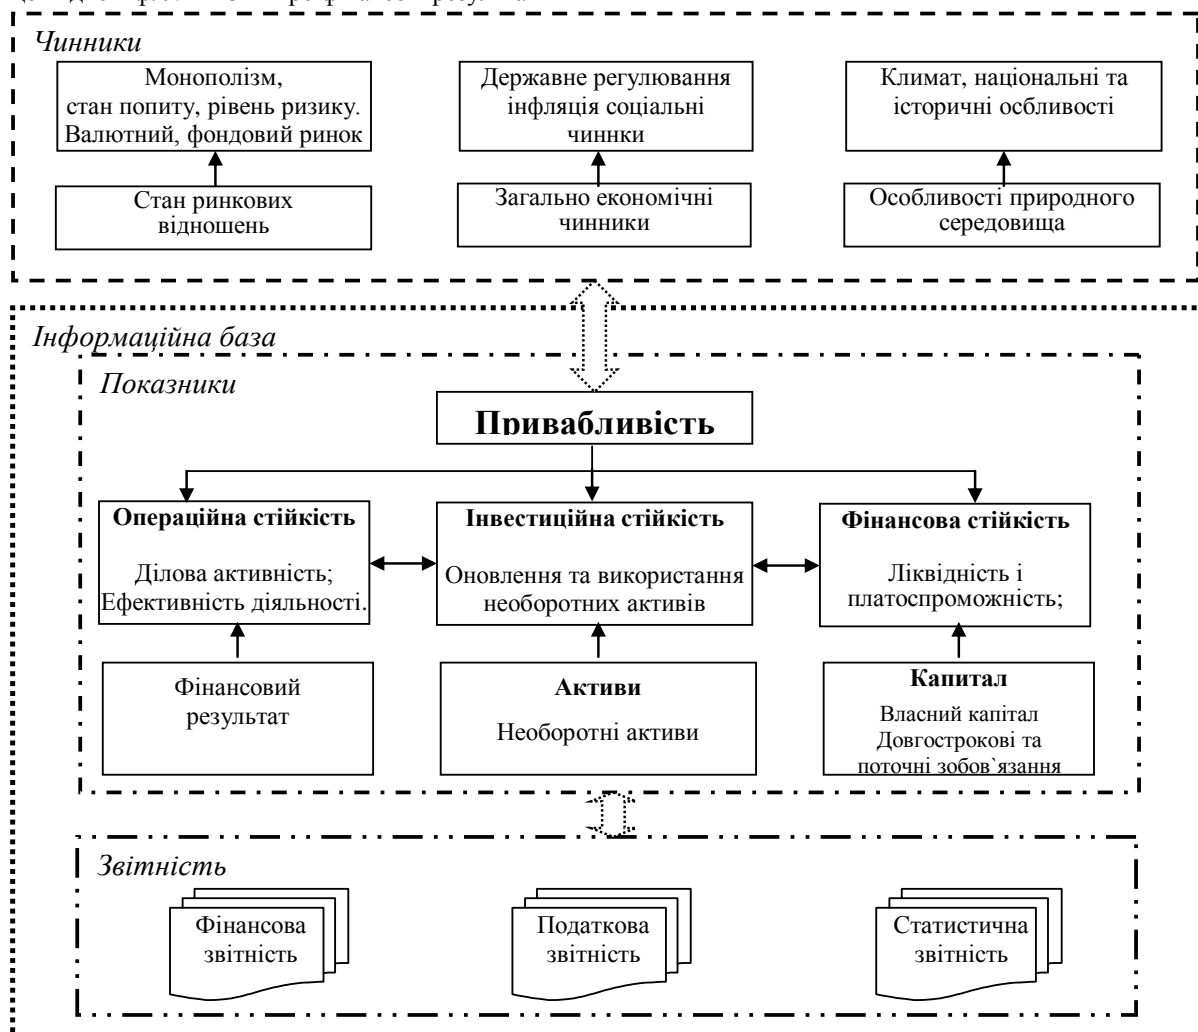 Чинники
Монополізм,
стан попиту, рівень ризику.
Валютний, фондовий ринок
Державне регулювання
інфляція соціальні
чиннки
Климат, національні та
історичні осбливості
Стан ринкових
відношень
Загально економічні
чинники
Особливості природного
середовища
Інформаційна база
Показники
Привабливість
Операційна стійкість
Ділова активність;
Ефективність діяльності.
Інвестиційна стійкість
Оновлення та використання
необоротних активів
Фінансова стійкість
Ліквідність і
платоспроможність;
Фінансовий
результат
Активи
Необоротні активи
Капитал
Власний капітал
Довгострокові та
поточні зобов`язання
Звітність
Фінансова
звітність
Податкова
звітність
Статистична
звітність